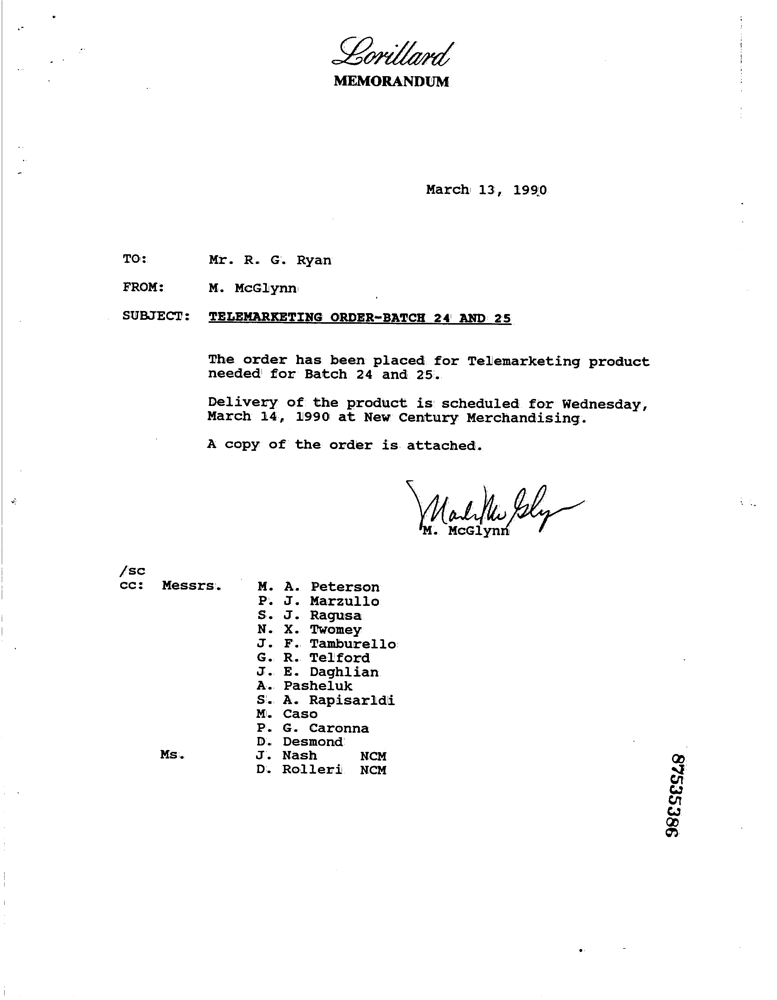 Lorillard
MEMORANDUM
March 13, 1990
TO: Mr. R. G. Ryan
FROM: M. McGlynn
SUBJECT: TELEMARKETING ORDER-BATCH 24 AND 25
The order has been placed for Telemarketing product
needed for Batch 24 and 25.
Delivery of the product is scheduled for Wednesday,
March 14, 1990 at New Century Merchandising.
A copy of the order is attached.
M. McGlynn
/sc
cc: Messrs. M. A. Peterson
P. J. Marzullo
S. J. Ragusa
N. X. Twomey
J. F. Tamburello
G. R. Telford
J. E. Daghlian
A. Pasheluk
S. A. Rapisarldi
M. Caso
P. G. Caronna
D. Desmond
Ms. J. Nash NCM
D. Rolleri NCM
87535386